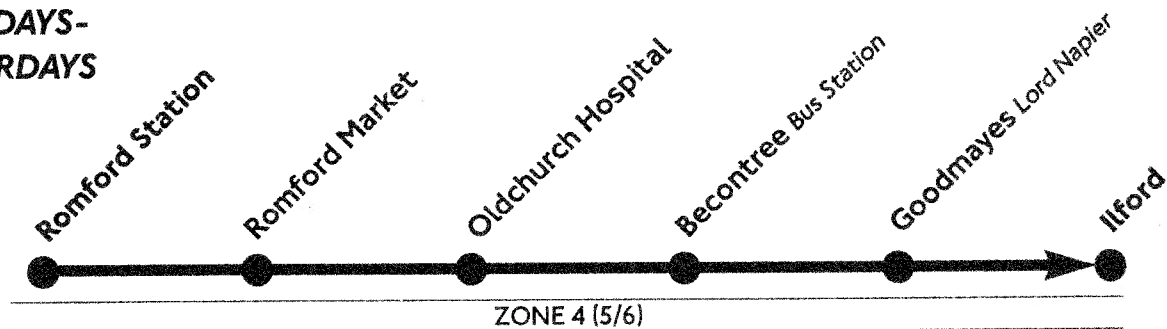 DAYS-
RDAYS
Romford Station
Romford Market
Oldchurch Hospital
Becontree Bus Station
Goodmayes Lord Napier
Ilford
ZONE 4 (5/6)